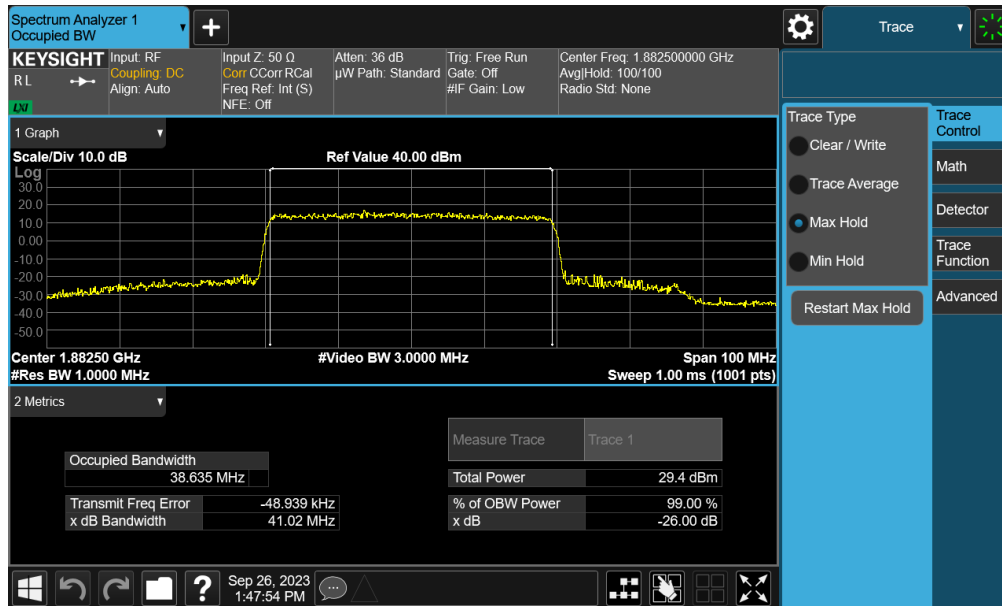 Spectrum Analyzer 1
Occupied BW
+
Trace
KEYSIGHT
R L
LXI
Input: RF
Coupling: DC
Align: Auto
Input Z: 50 Ω
Corr CCorr RCal
Freq Ref: Int (S)
NFE: Off
Atten: 36 dB
µW Path: Standard
Trig: Free Run
Gate: Off
#IF Gain: Low
Center Freq: 1.882500000 GHz
Avg|Hold: 100/100
Radio Std: None
1 Graph
Scale/Div 10.0 dB
Ref Value 40.00 dBm
Log
30.0
20.0
10.0
0.00
-10.0
-20.0
-30.0
-40.0
-50.0
Center 1.88250 GHz
#Video BW 3.0000 MHz
Span 100 MHz
#Res BW 1.0000 MHz
Sweep 1.00 ms (1001 pts)
2 Metrics
Measure Trace Trace 1
Occupied Bandwidth
38.635 MHz
Total Power 29.4 dBm
Transmit Freq Error -48.939 kHz
% of OBW Power 99.00 %
x dB Bandwidth 41.02 MHz
x dB -26.00 dB
Trace Type
Clear / Write
Trace Average
Max Hold
Min Hold
Restart Max Hold
Trace
Control
Math
Detector
Trace
Function
Advanced
?
Sep 26, 2023
1:47:54 PM